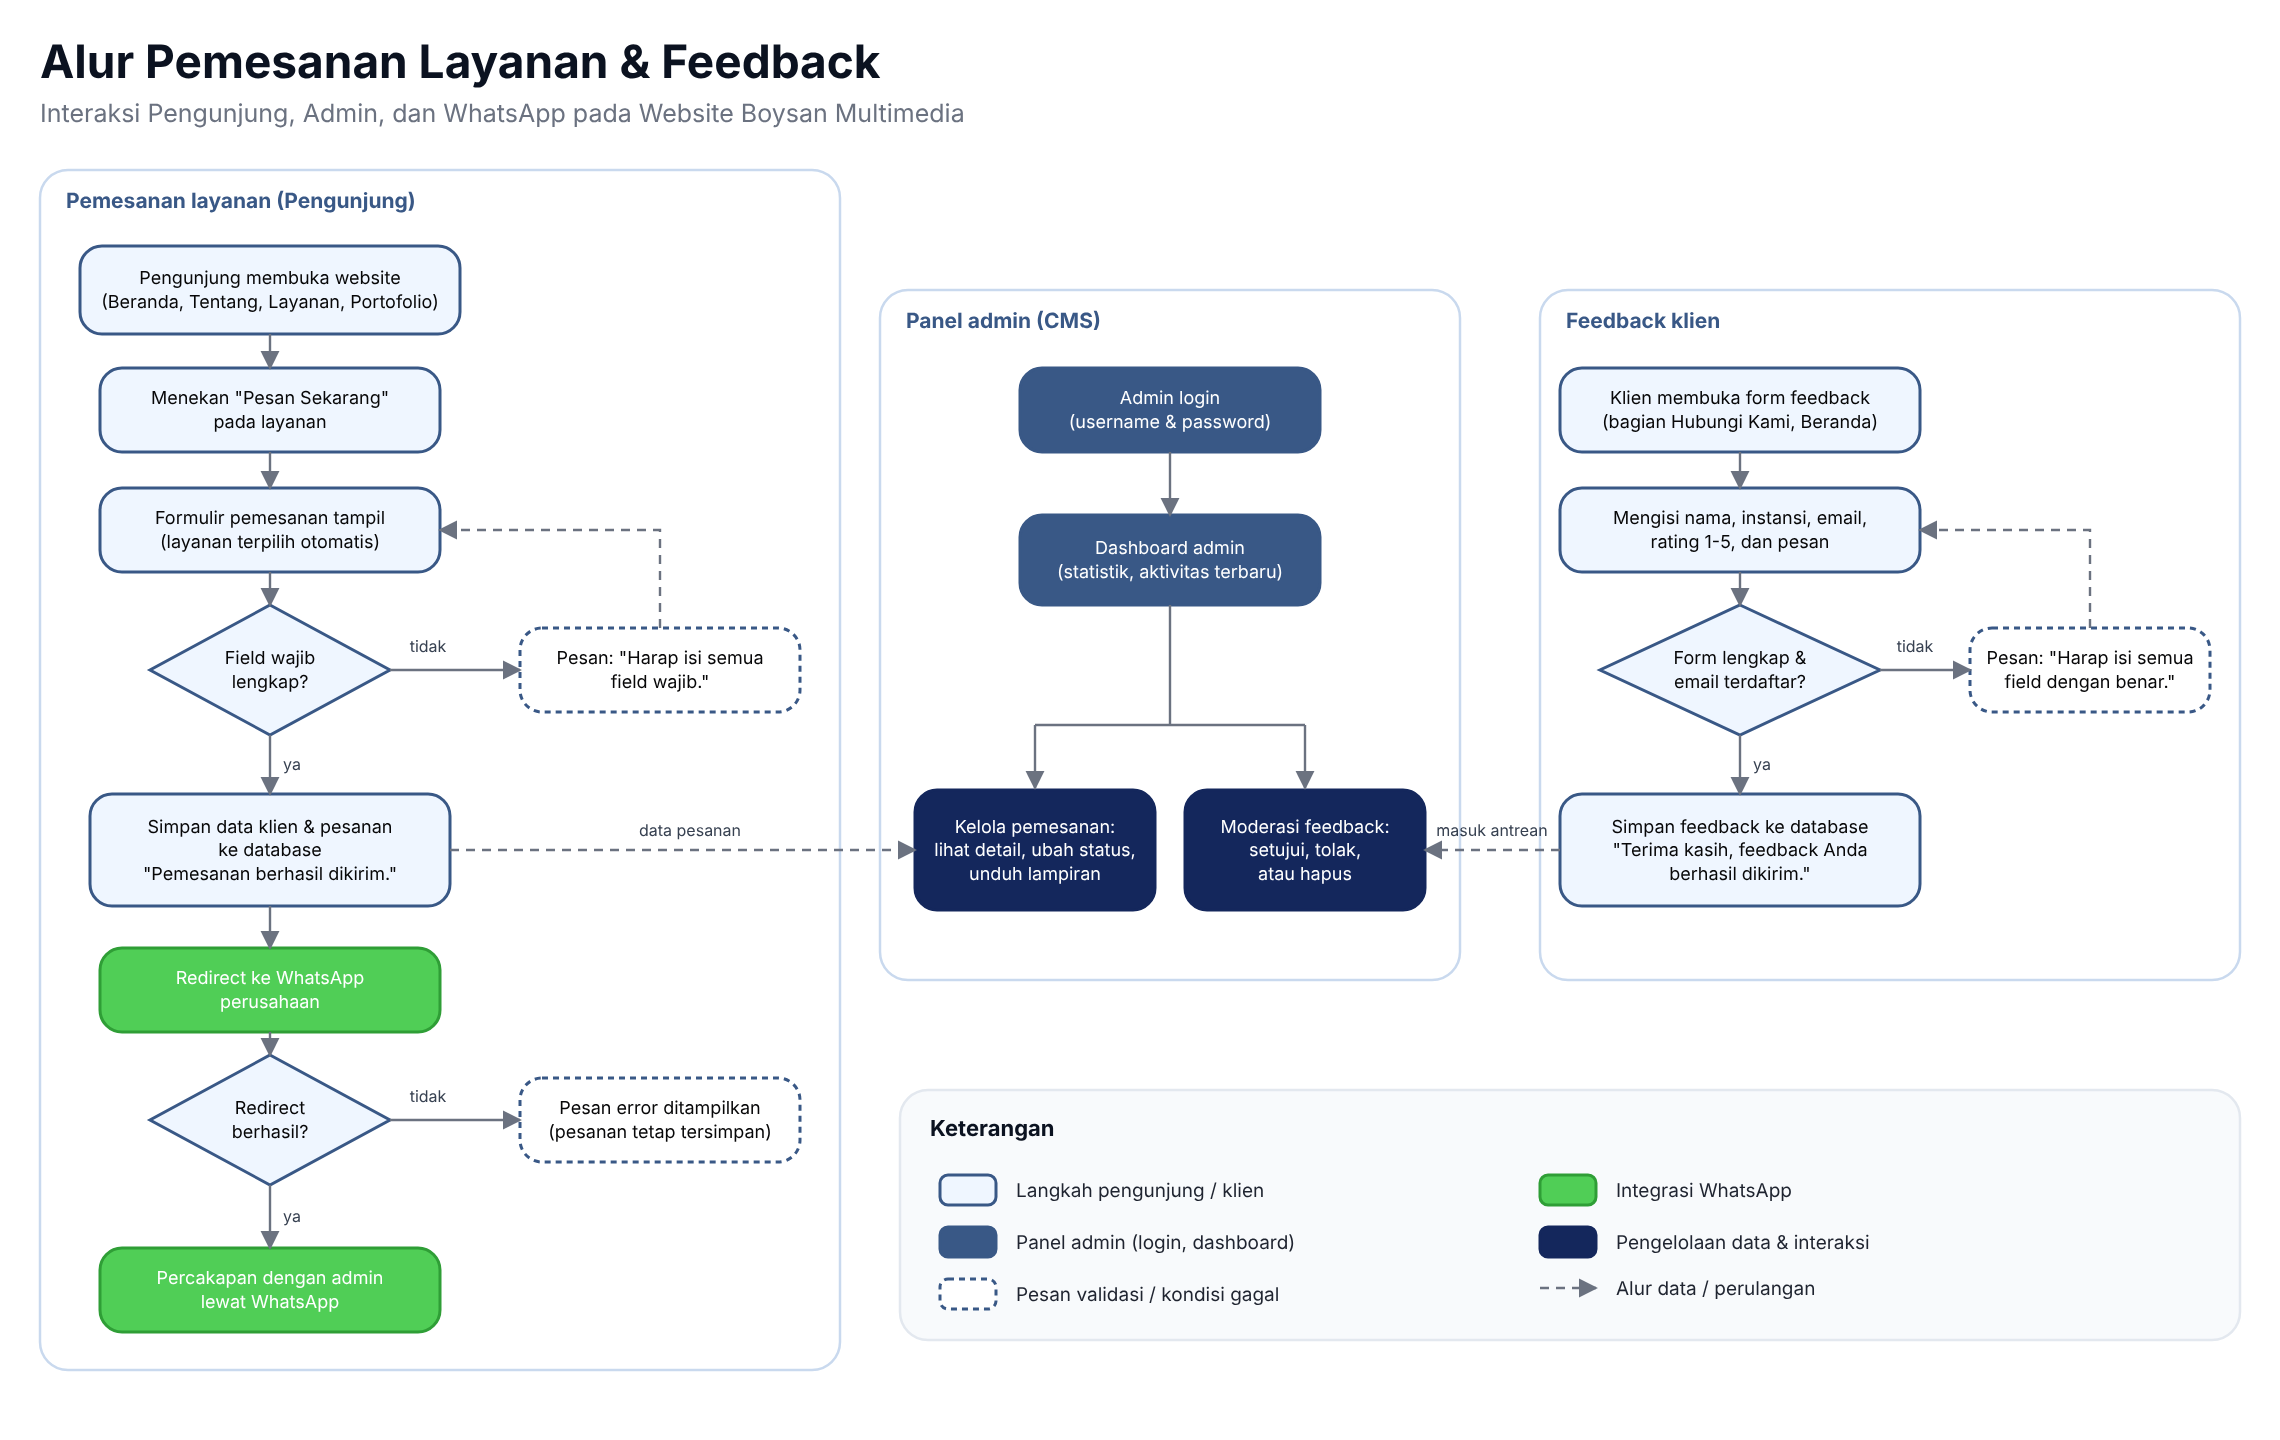 Alur Pemesanan Layanan & Feedback
Interaksi Pengunjung, Admin, dan WhatsApp pada Website Boysan Multimedia
Pemesanan layanan (Pengunjung)
Pengunjung membuka website
(Beranda, Tentang, Layanan, Portofolio)
Menekan "Pesan Sekarang"
pada layanan
Formulir pemesanan tampil
(layanan terpilih otomatis)
Field wajib
lengkap?
tidak
Pesan: "Harap isi semua
field wajib."
ya
Simpan data klien & pesanan
ke database
"Pemesanan berhasil dikirim."
data pesanan
Redirect ke WhatsApp
perusahaan
Redirect
berhasil?
tidak
Pesan error ditampilkan
(pesanan tetap tersimpan)
ya
Percakapan dengan admin
lewat WhatsApp
Panel admin (CMS)
Admin login
(username & password)
Dashboard admin
(statistik, aktivitas terbaru)
Kelola pemesanan:
lihat detail, ubah status,
unduh lampiran
Moderasi feedback:
setujui, tolak,
atau hapus
masuk antrean
Feedback klien
Klien membuka form feedback
(bagian Hubungi Kami, Beranda)
Mengisi nama, instansi, email,
rating 1-5, dan pesan
Form lengkap &
email terdaftar?
tidak
Pesan: "Harap isi semua
field dengan benar."
ya
Simpan feedback ke database
"Terima kasih, feedback Anda
berhasil dikirim."
Keterangan
Langkah pengunjung / klien
Panel admin (login, dashboard)
Pesan validasi / kondisi gagal
Integrasi WhatsApp
Pengelolaan data & interaksi
Alur data / perulangan